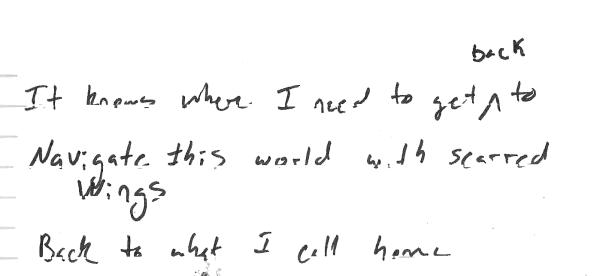 back
It knows where I need to get ^ to
Navigate this world with scarred
Wings
Back to what I call home